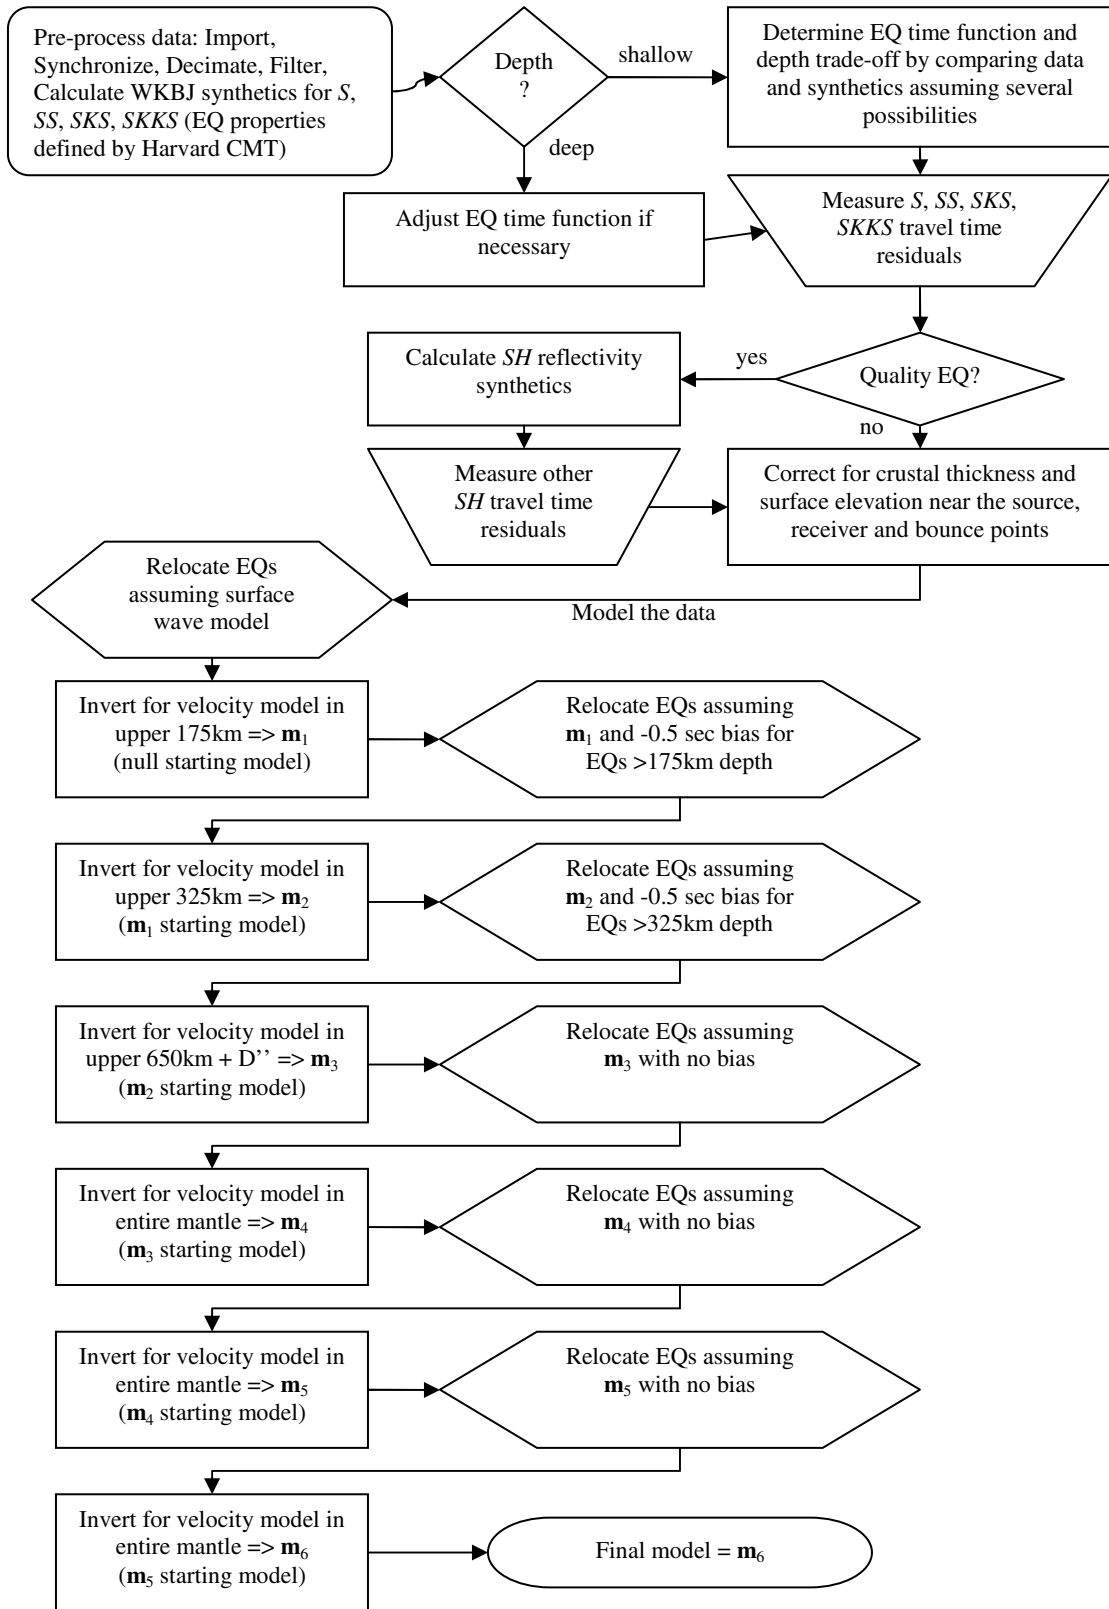 Pre-process data: Import,
Synchronize, Decimate, Filter,
Calculate WKBJ synthetics for S,
SS, SKS, SKKS (EQ properties
defined by Harvard CMT)
Depth
?
shallow
deep
Determine EQ time function and
depth trade-off by comparing data
and synthetics assuming several
possibilities
Adjust EQ time function if
necessary
Measure S, SS, SKS,
SKKS travel time
residuals
Quality EQ?
yes
no
Calculate SH reflectivity
synthetics
Measure other
SH travel time
residuals
Correct for crustal thickness and
surface elevation near the source,
receiver and bounce points
Model the data
Relocate EQs
assuming surface
wave model
Invert for velocity model in
upper 175km => m1
(null starting model)
Relocate EQs assuming
m1 and -0.5 sec bias for
EQs >175km depth
Invert for velocity model in
upper 325km => m2
(m1 starting model)
Relocate EQs assuming
m2 and -0.5 sec bias for
EQs >325km depth
Invert for velocity model in
upper 650km + D’’ => m3
(m2 starting model)
Relocate EQs assuming
m3 with no bias
Invert for velocity model in
entire mantle => m4
(m3 starting model)
Relocate EQs assuming
m4 with no bias
Invert for velocity model in
entire mantle => m5
(m4 starting model)
Relocate EQs assuming
m5 with no bias
Invert for velocity model in
entire mantle => m6
(m5 starting model)
Final model = m6